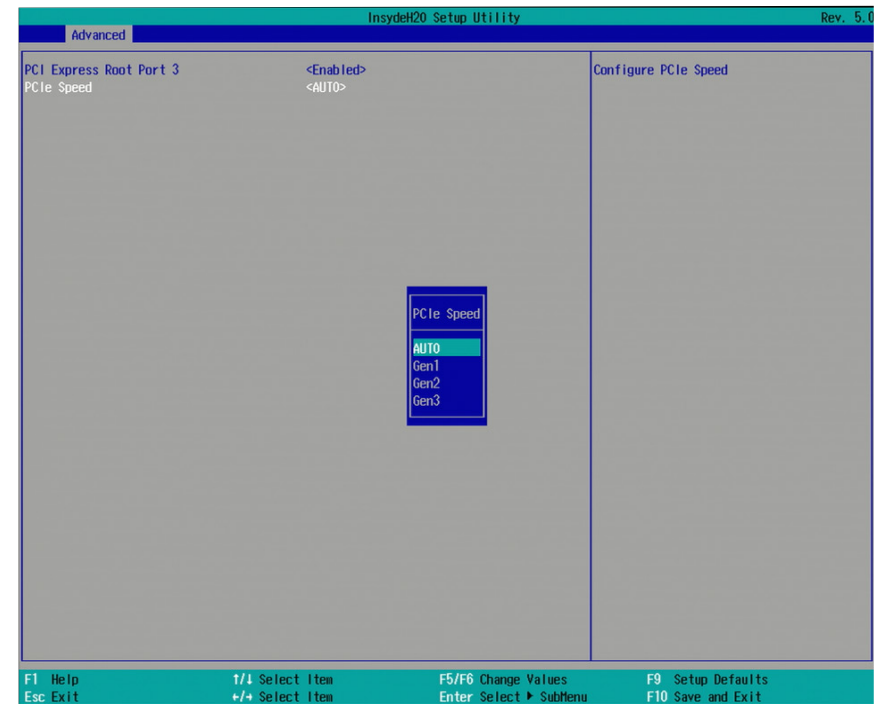 InsydeH20 Setup Utility Rev. 5.0
Advanced
PCI Express Root Port 3 <Enabled> Configure PCIe Speed
PCIe Speed <AUTO>
PCIe Speed
AUTO
Gen1
Gen2
Gen3
F1 Help ↑/↓ Select Item F5/F6 Change Values F9 Setup Defaults
Esc Exit ←/→ Select Item Enter Select ▶ SubMenu F10 Save and Exit